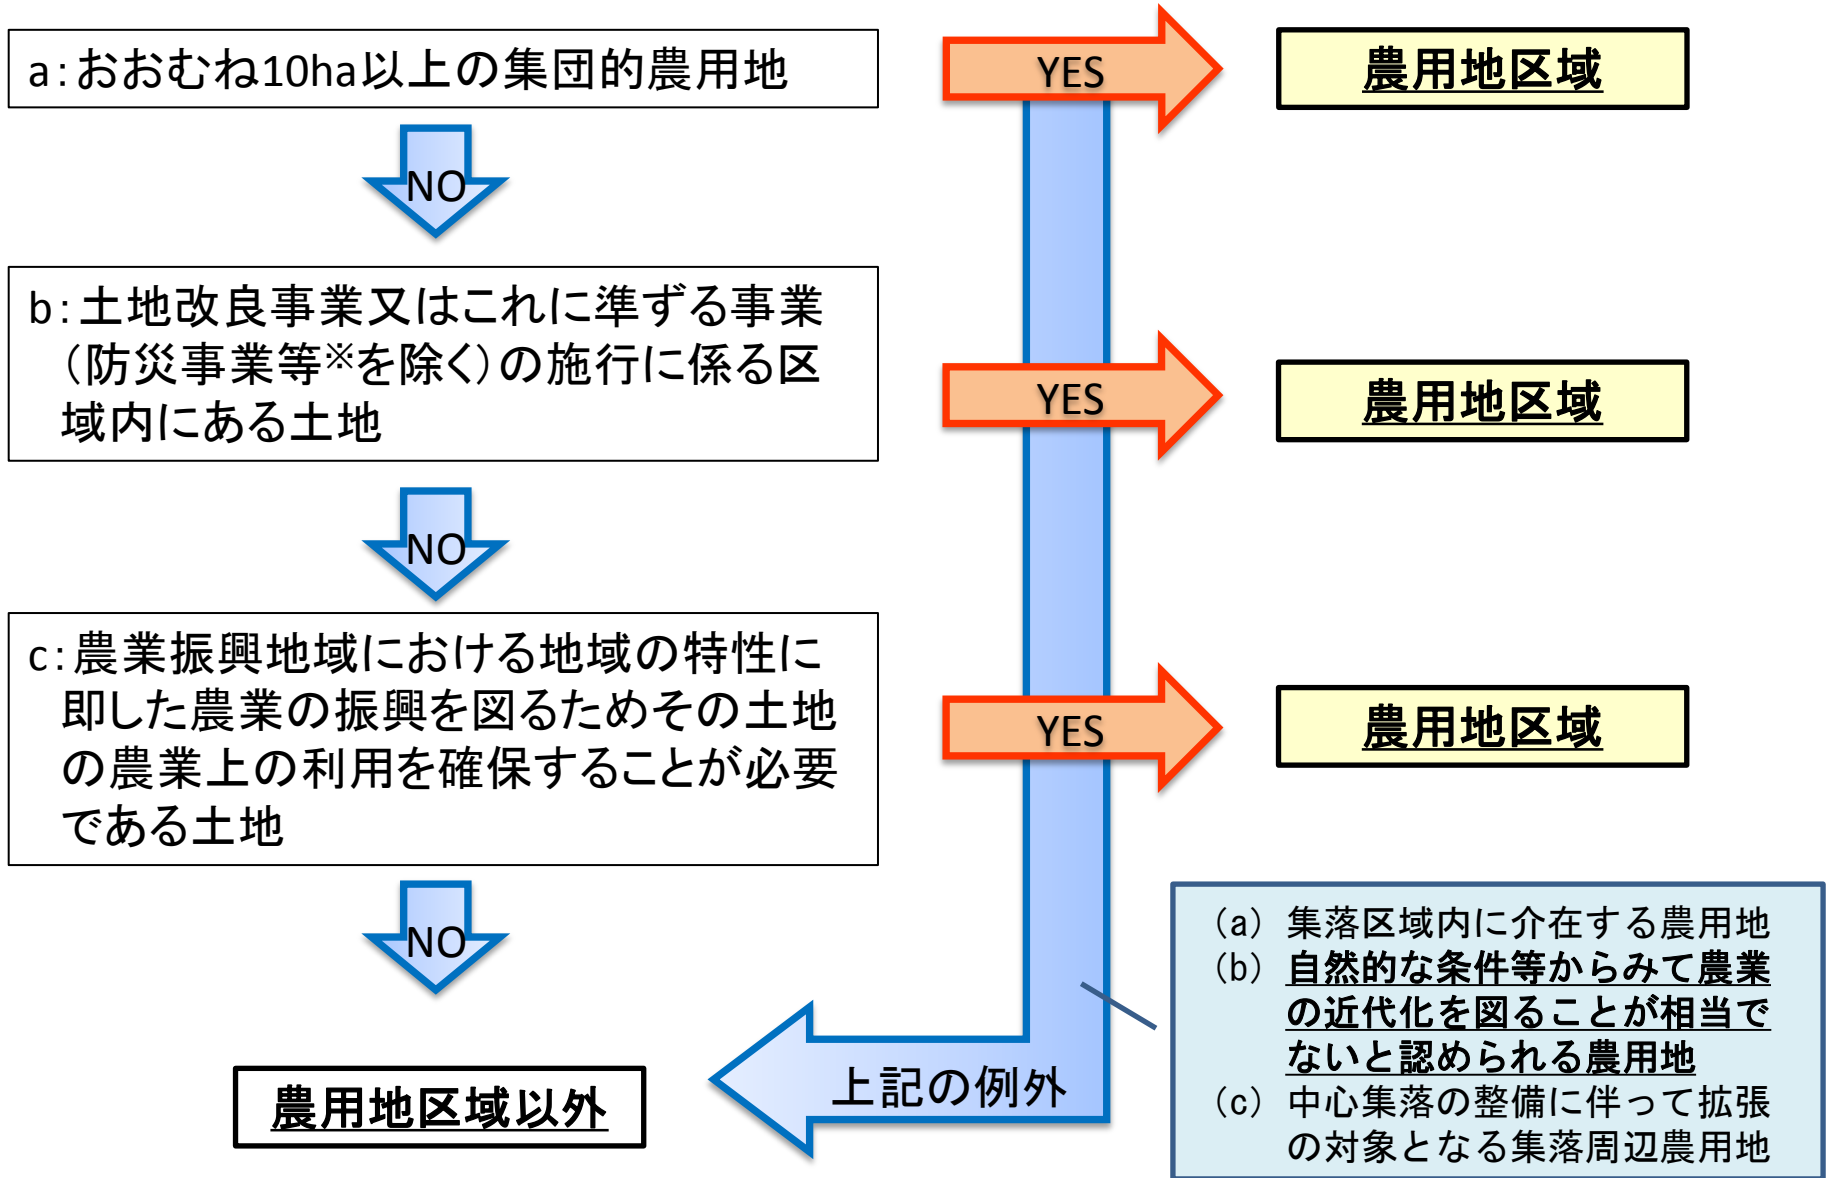 a：おおむね10ha以上の集団的農用地
YES
農用地区域
NO
b：土地改良事業又はこれに準ずる事業
（防災事業等※を除く）の施行に係る区
域内にある土地
YES
農用地区域
NO
c：農業振興地域における地域の特性に
即した農業の振興を図るためその土地
の農業上の利用を確保することが必要
である土地
YES
農用地区域
NO
（a）集落区域内に介在する農用地
（b）自然的な条件等からみて農業
の近代化を図ることが相当で
ないと認められる農用地
（c）中心集落の整備に伴って拡張
の対象となる集落周辺農用地
上記の例外
農用地区域以外